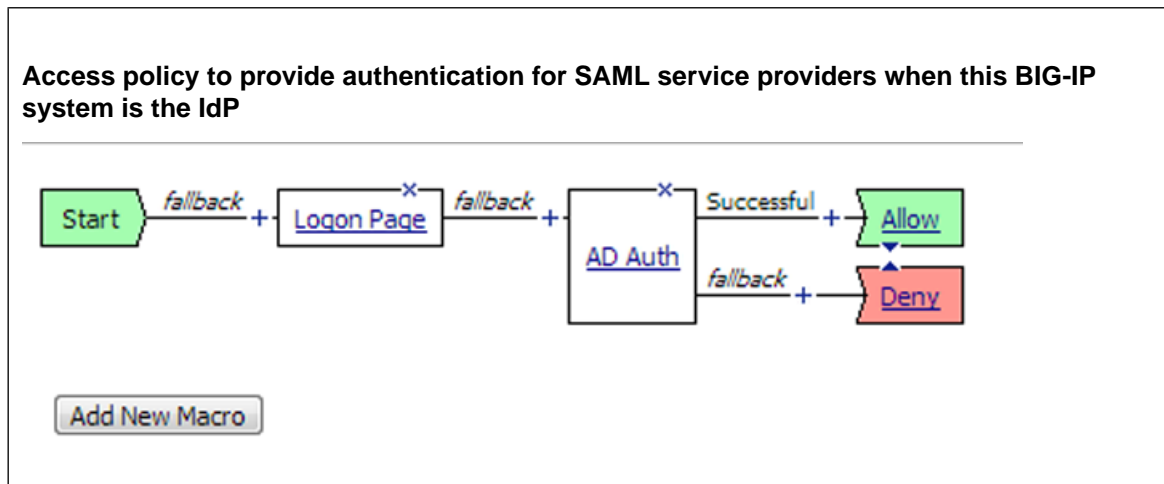 Access policy to provide authentication for SAML service providers when this BIG-IP
system is the IdP
Start
fallback
Logon Page
fallback
AD Auth
Successful
Allow
fallback
Deny
Add New Macro